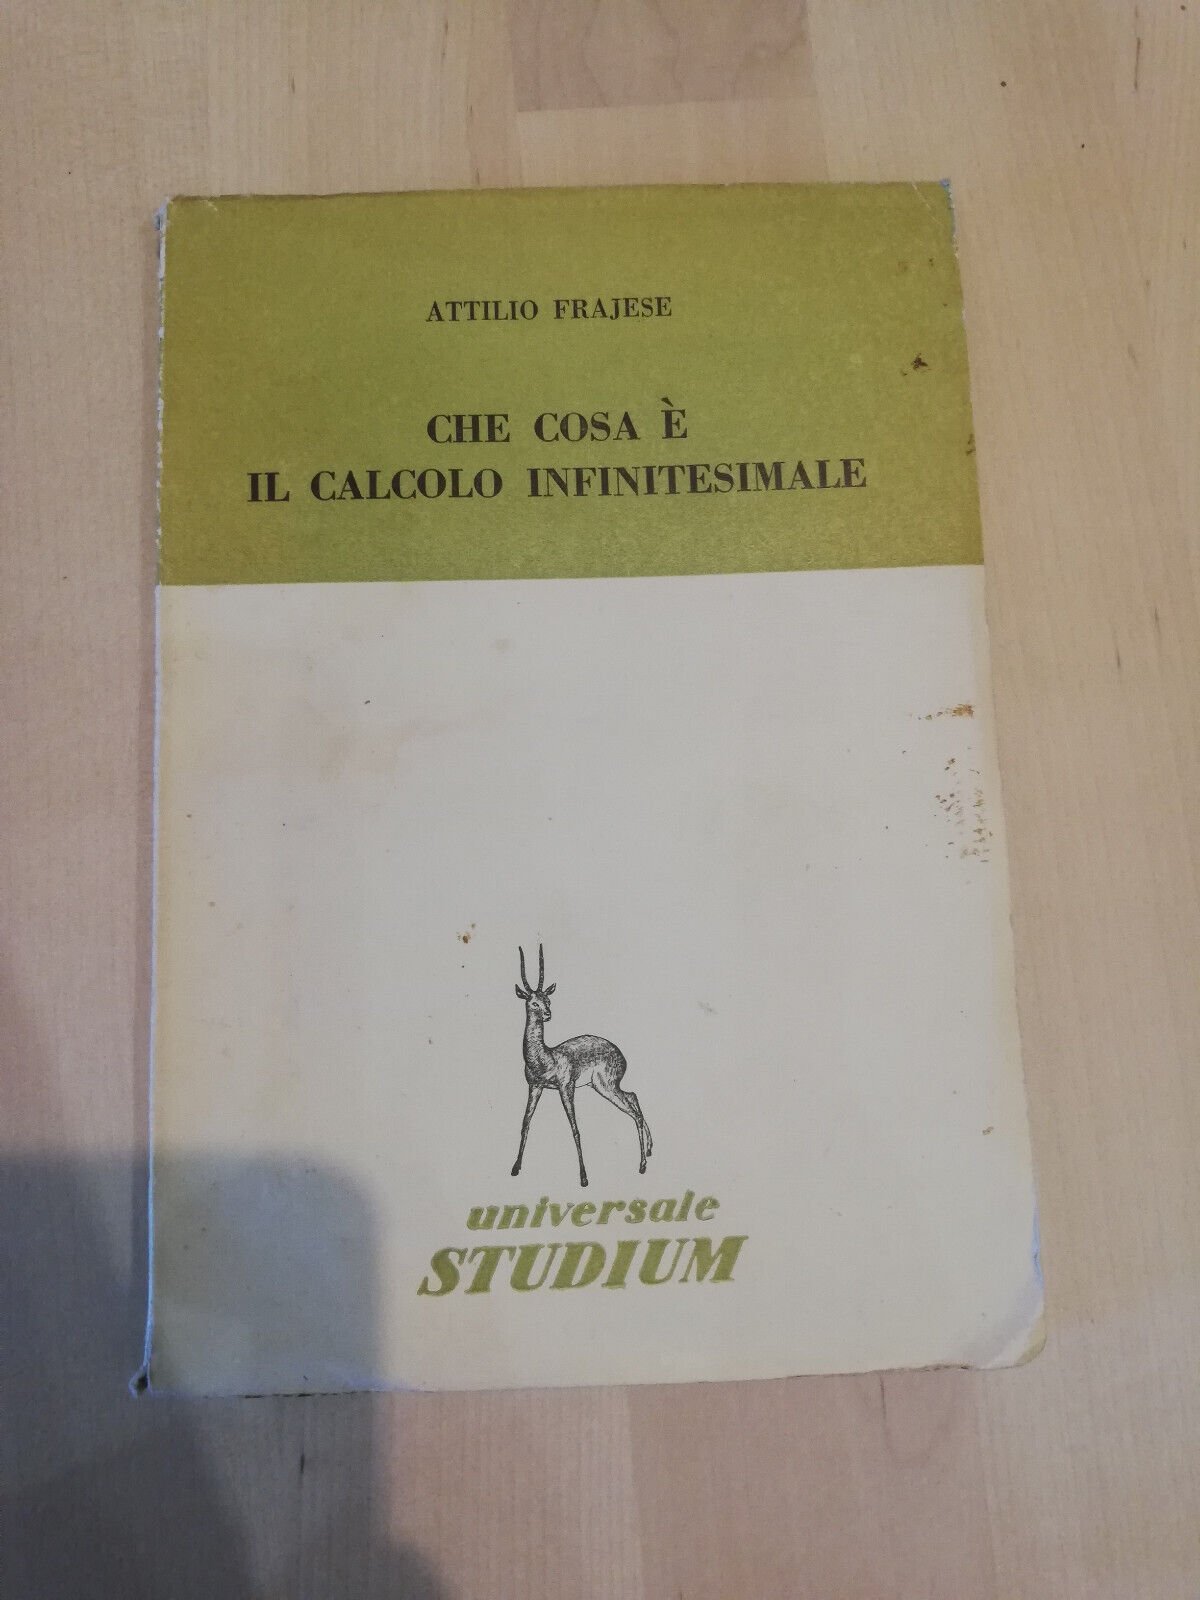 ATTILIO FRAJESE
CHE COSA È
IL CALCOLO INFINITESIMALE
universale
STUDIUM